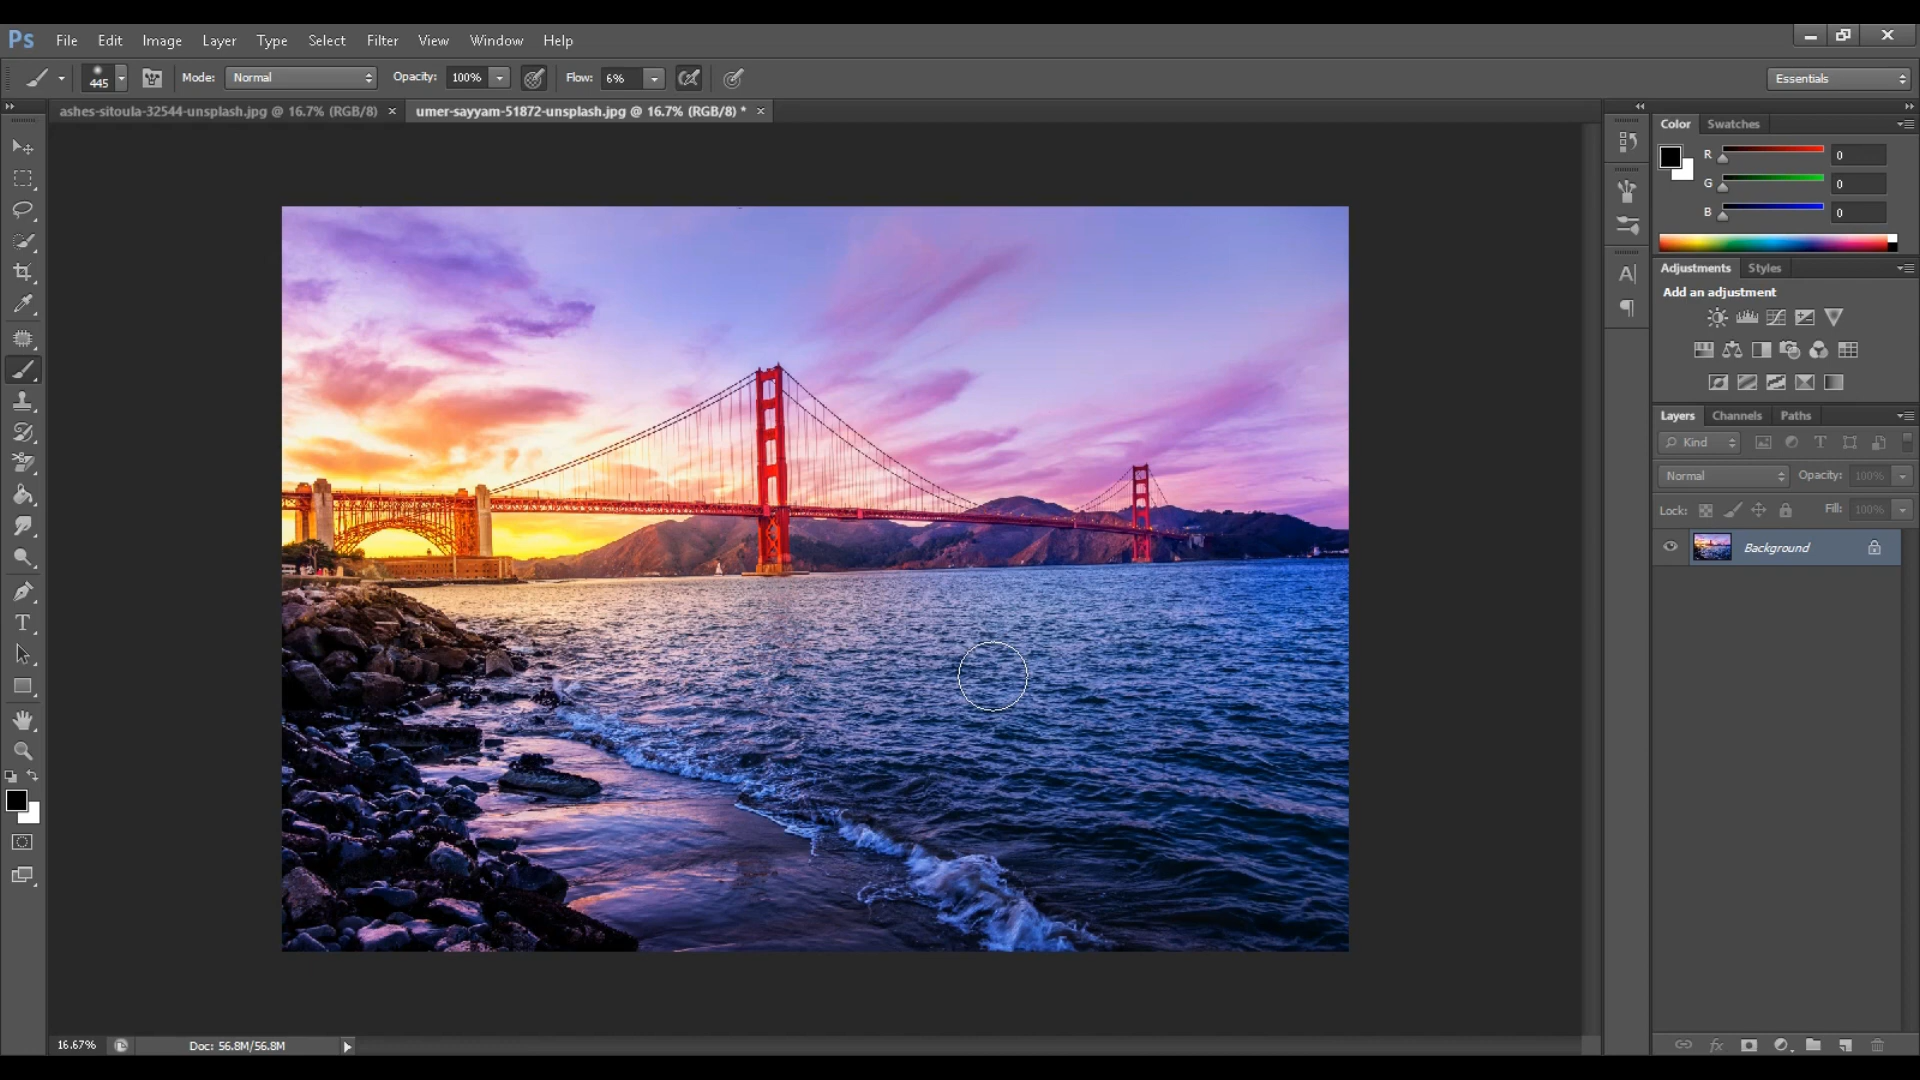 Ps File Edit Image Layer Type Select Filter View Window Help
445 Mode: Normal Opacity: 100% Flow: 6% Essentials
ashes-sitoula-32544-unsplash.jpg @ 16.7% (RGB/8) × umer-sayyam-51872-unsplash.jpg @ 16.7% (RGB/8) * ×
Color Swatches
R 0
G 0
B 0
Adjustments Styles
Add an adjustment
Layers Channels Paths
Kind
Normal Opacity: 100%
Lock: Fill: 100%
Background
16.67% Doc: 56.8M/56.8M